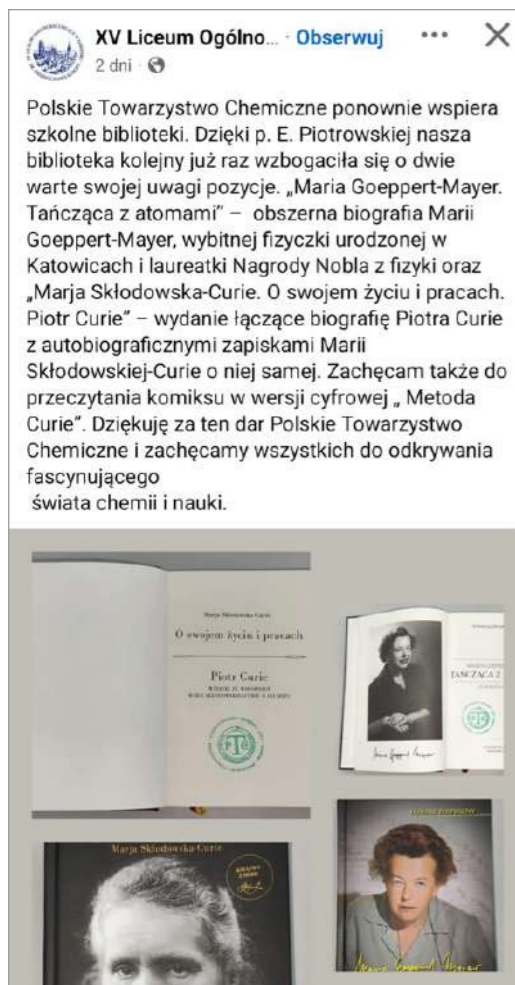 XV Liceum Ogólno... · Obserwuj
2 dni ·
Polskie Towarzystwo Chemiczne ponownie wspiera
szkolne biblioteki. Dzięki p. E. Piotrowskiej nasza
biblioteka kolejny już raz wzbogaciła się o dwie
warte swojej uwagi pozycje. „Maria Goeppert-Mayer.
Tańcząca z atomami” – obszerna biografia Marii
Goeppert-Mayer, wybitnej fizyczki urodzonej w
Katowicach i laureatki Nagrody Nobla z fizyki oraz
„Marja Skłodowska-Curie. O swojem życiu i pracach.
Piotr Curie” – wydanie łączące biografię Piotra Curie
z autobiograficznymi zapiskami Marii
Skłodowskiej-Curie o niej samej. Zachęcam także do
przeczytania komiksu w wersji cyfrowej „ Metoda
Curie”. Dziękuję za ten dar Polskie Towarzystwo
Chemiczne i zachęcamy wszystkich do odkrywania
fascynującego
świata chemii i nauki.
Marja Skłodowska-Curie
O swojem życiu i pracach
Piotr Curie
PTC
TAŃCZĄCA Z
Marja Skłodowska-Curie